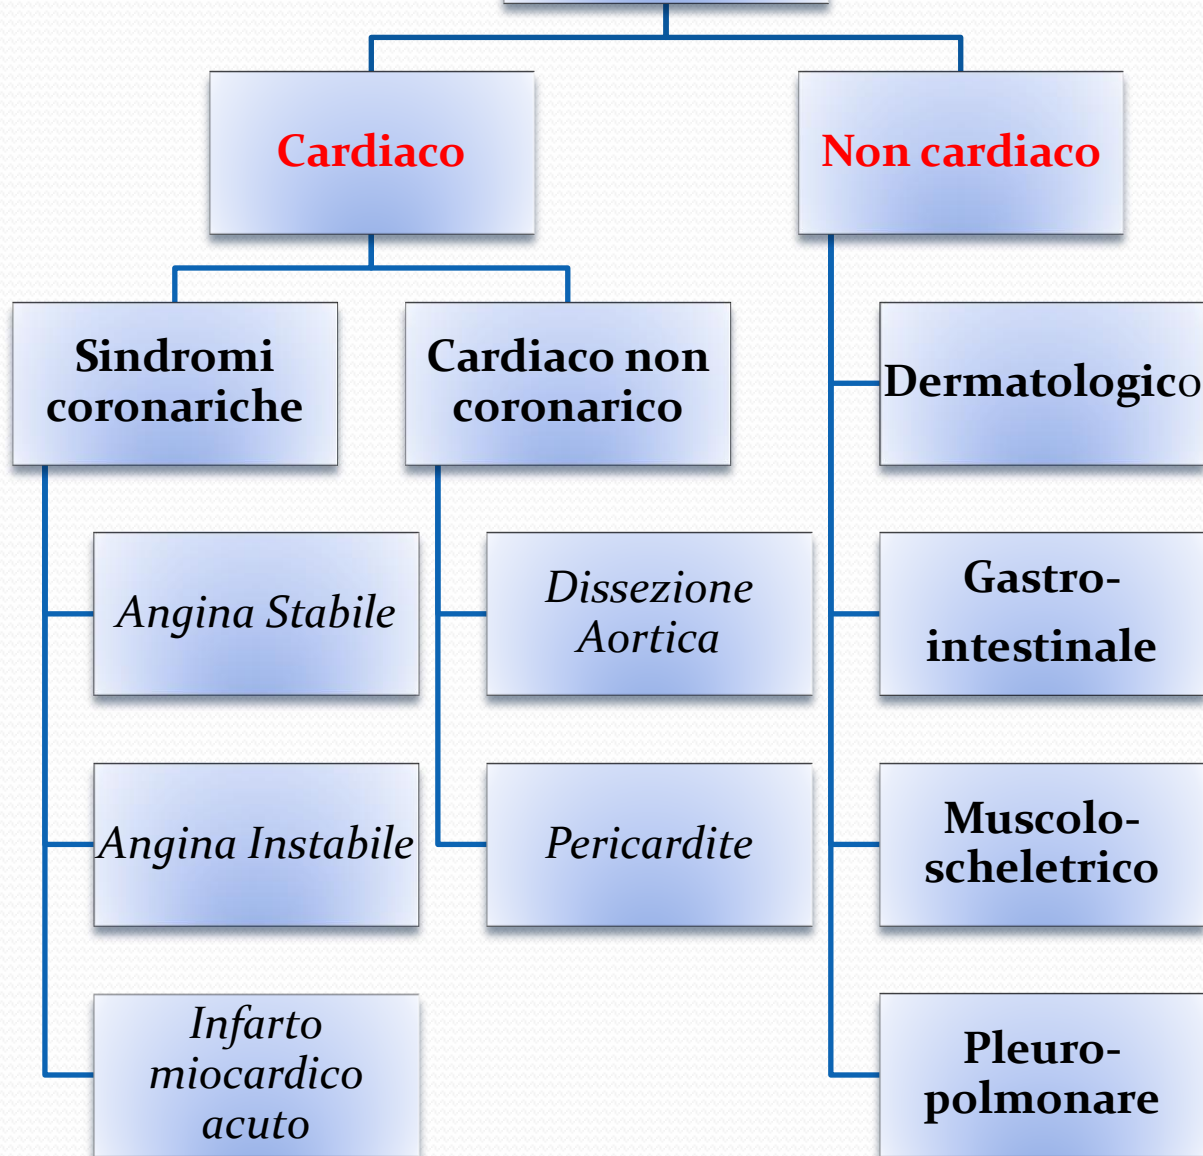 Cardiaco
Non cardiaco
Sindromi
coronariche
Cardiaco non
coronarico
Dermatologico
Angina Stabile
Dissezione
Aortica
Gastro-
intestinale
Angina Instabile
Pericardite
Muscolo-
scheletrico
Infarto
miocardico
acuto
Pleuro-
polmonare